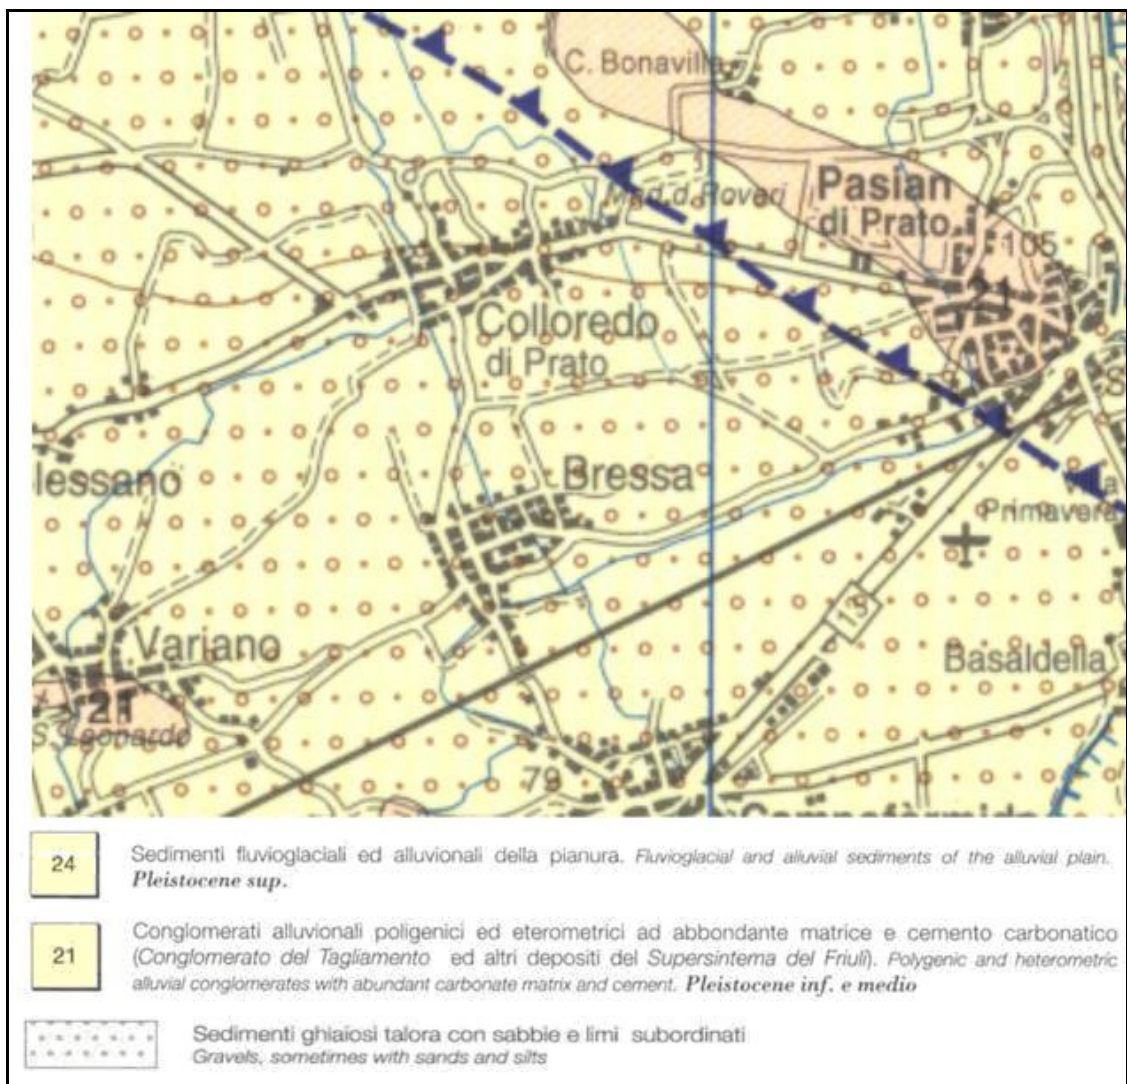 C. Bonaville
Mad.d.Roveri
Pasian
di Prato
105
21
Colloredo
di Prato
S
lessano
Bressa
Primavera
13
Variano
Basaldella
21
S. Leonardo
79
24
Sedimenti fluvioglaciali ed alluvionali della pianura. Fluvioglacial and alluvial sediments of the alluvial plain.
Pleistocene sup.
21
Conglomerati alluvionali poligenici ed eterometrici ad abbondante matrice e cemento carbonatico
(Conglomerato del Tagliamento ed altri depositi del Supersintema del Friuli). Polygenic and heterometric
alluvial conglomerates with abundant carbonate matrix and cement. Pleistocene inf. e medio
Sedimenti ghiaiosi talora con sabbie e limi subordinati
Gravels, sometimes with sands and silts